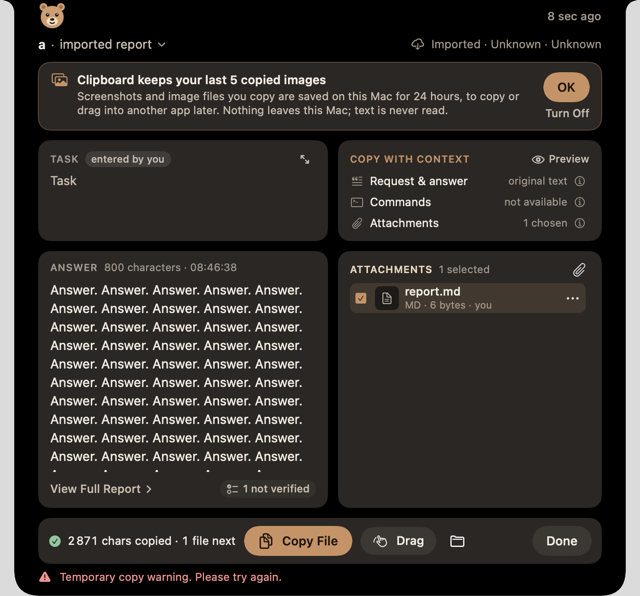 8 sec ago
a · imported report
Imported · Unknown · Unknown
Clipboard keeps your last 5 copied images
Screenshots and image files you copy are saved on this Mac for 24 hours, to copy or
drag into another app later. Nothing leaves this Mac; text is never read.
OK
Turn Off
TASK entered by you
Task
COPY WITH CONTEXT Preview
Request & answer original text
Commands not available
Attachments 1 chosen
ANSWER 800 characters · 08:46:38
Answer. Answer. Answer. Answer. Answer.
Answer. Answer. Answer. Answer. Answer.
Answer. Answer. Answer. Answer. Answer.
Answer. Answer. Answer. Answer. Answer.
Answer. Answer. Answer. Answer. Answer.
Answer. Answer. Answer. Answer. Answer.
Answer. Answer. Answer. Answer. Answer.
Answer. Answer. Answer. Answer. Answer.
Answer. Answer. Answer. Answer. Answer.
Answer. Answer. Answer. Answer. Answer.
View Full Report
1 not verified
ATTACHMENTS 1 selected
report.md
MD · 6 bytes · you
2 871 chars copied · 1 file next
Copy File
Drag
Done
Temporary copy warning. Please try again.